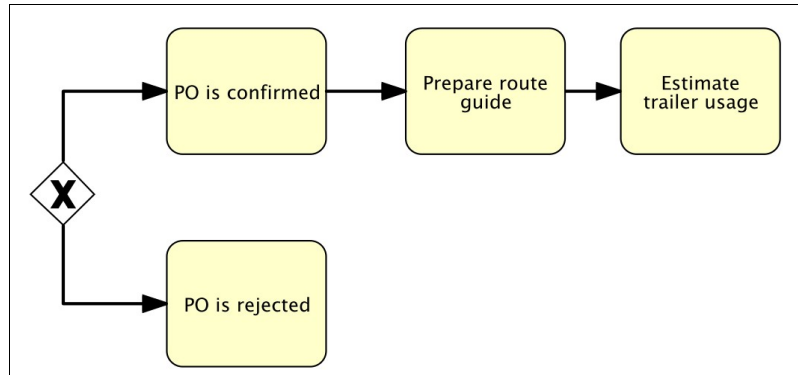 PO is confirmed
Prepare route
guide
Estimate
trailer usage
X
PO is rejected